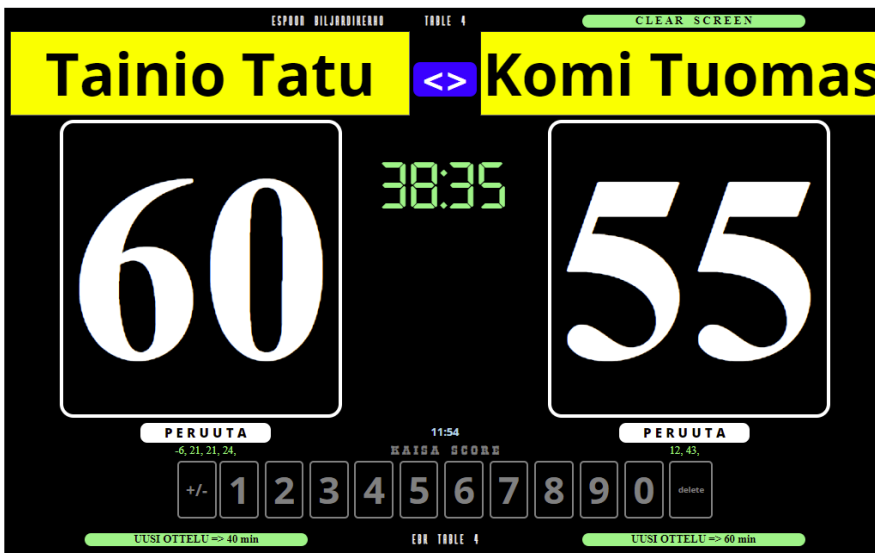 ESPOON BILJARDIKERHO TABLE 4 CLEAR SCREEN
Tainio Tatu <> Komi Tuomas
38:35
60 55
PERUUTA 11:54 PERUUTA
-6, 21, 21, 24, KAISA SCORE 12, 43,
+/- 1 2 3 4 5 6 7 8 9 0 delete
UUSI OTTELU => 40 min EBK TABLE 4 UUSI OTTELU => 60 min